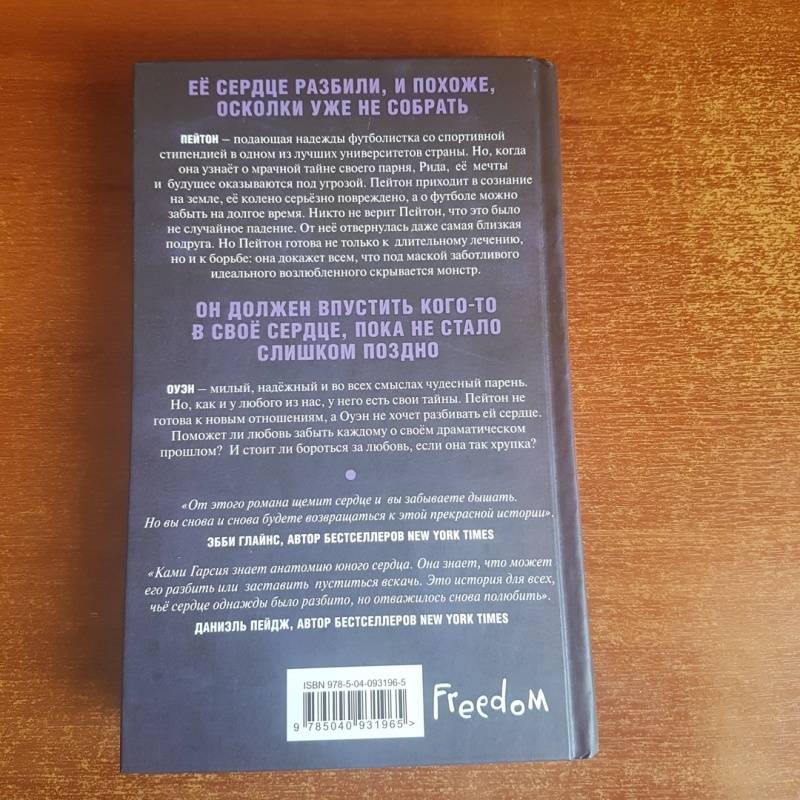 ЕЁ СЕРДЦЕ РАЗБИЛИ, И ПОХОЖЕ,
ОСКОЛКИ УЖЕ НЕ СОБРАТЬ
ПЕЙТОН – подающая надежды футболистка со спортивной
стипендией в одном из лучших университетов страны. Но, когда
она узнаёт о мрачной тайне своего парня, Рида, её мечты
и будущее оказываются под угрозой. Пейтон приходит в сознание
на земле, её колено серьёзно повреждено, а о футболе можно
забыть на долгое время. Никто не верит Пейтон, что это было
не случайное падение. От неё отвернулась даже самая близкая
подруга. Но Пейтон готова не только к длительному лечению,
но и к борьбе: она докажет всем, что под маской заботливого
идеального возлюбленного скрывается монстр.
ОН ДОЛЖЕН ВПУСТИТЬ КОГО-ТО
В СВОЁ СЕРДЦЕ, ПОКА НЕ СТАЛО
СЛИШКОМ ПОЗДНО
ОУЭН – милый, надёжный и во всех смыслах чудесный парень.
Но, как и у любого из нас, у него есть свои тайны. Пейтон не
готова к новым отношениям, а Оуэн не хочет разбивать ей сердце.
Поможет ли любовь забыть каждому о своём драматическом
прошлом? И стоит ли бороться за любовь, если она так хрупка?
«От этого романа щемит сердце и вы забываете дышать.
Но вы снова и снова будете возвращаться к этой прекрасной истории».
ЭББИ ГЛАЙНС, АВТОР БЕСТСЕЛЛЕРОВ NEW YORK TIMES
«Ками Гарсия знает анатомию юного сердца. Она знает, что может
его разбить или заставить пуститься вскачь. Это история для всех,
чьё сердце однажды было разбито, но отважилось снова полюбить».
ДАНИЭЛЬ ПЕЙДЖ, АВТОР БЕСТСЕЛЛЕРОВ NEW YORK TIMES
ISBN 978-5-04-093196-5
9 785040 931965>
Freedom